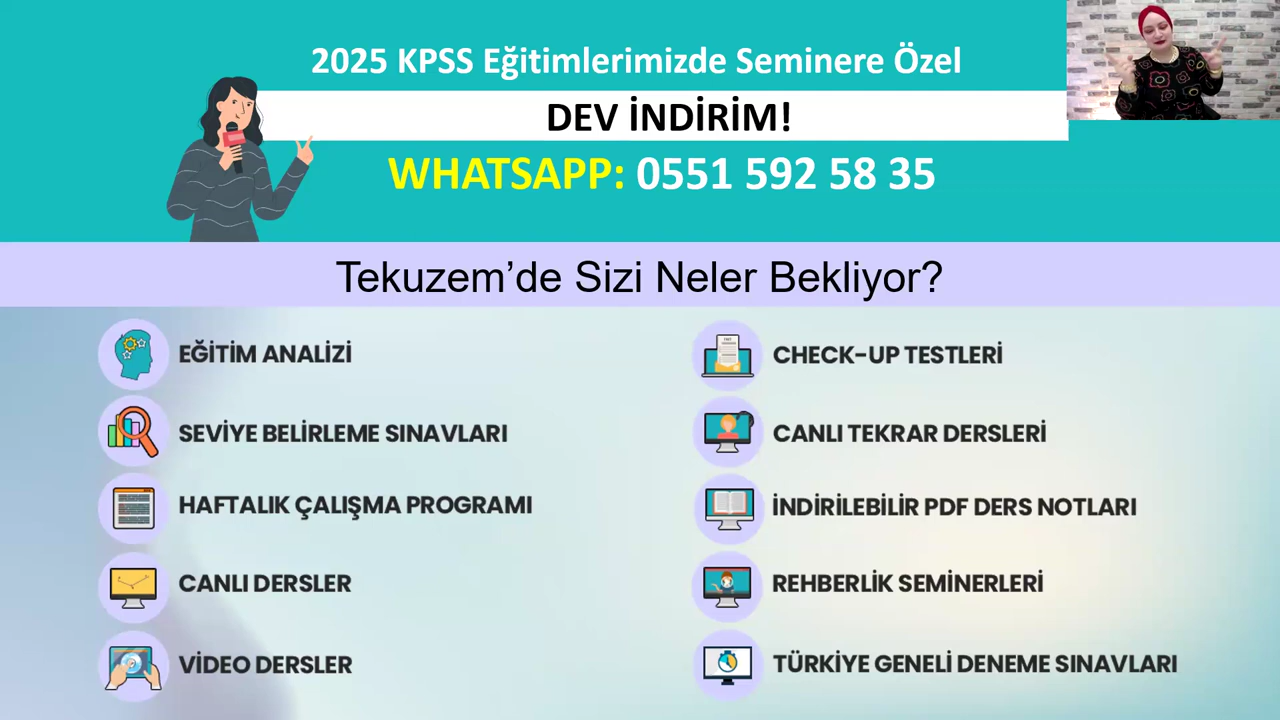 2025 KPSS Eğitimlerimizde Seminere Özel
DEV İNDİRİM!
WHATSAPP: 0551 592 58 35
Tekuzem’de Sizi Neler Bekliyor?
EĞİTİM ANALİZİ
SEVİYE BELİRLEME SINAVLARI
HAFTALIK ÇALIŞMA PROGRAMI
CANLI DERSLER
VİDEO DERSLER
CHECK-UP TESTLERİ
CANLI TEKRAR DERSLERİ
İNDİRİLEBİLİR PDF DERS NOTLARI
REHBERLİK SEMİNERLERİ
TÜRKİYE GENELİ DENEME SINAVLARI